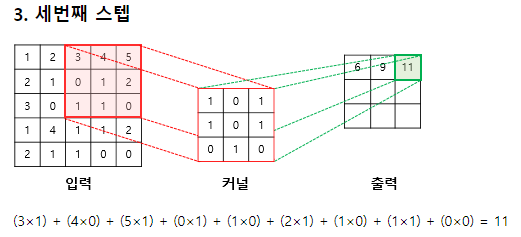 3. 세번째 스텝
1 2 3 4 5
2 1 0 1 2
3 0 1 1 0
1 4 1 1 2
2 1 1 0 0
입력
1 0 1
1 0 1
0 1 0
커널
6 9 11
출력
(3×1) + (4×0) + (5×1) + (0×1) + (1×0) + (2×1) + (1×0) + (1×1) + (0×0) = 11